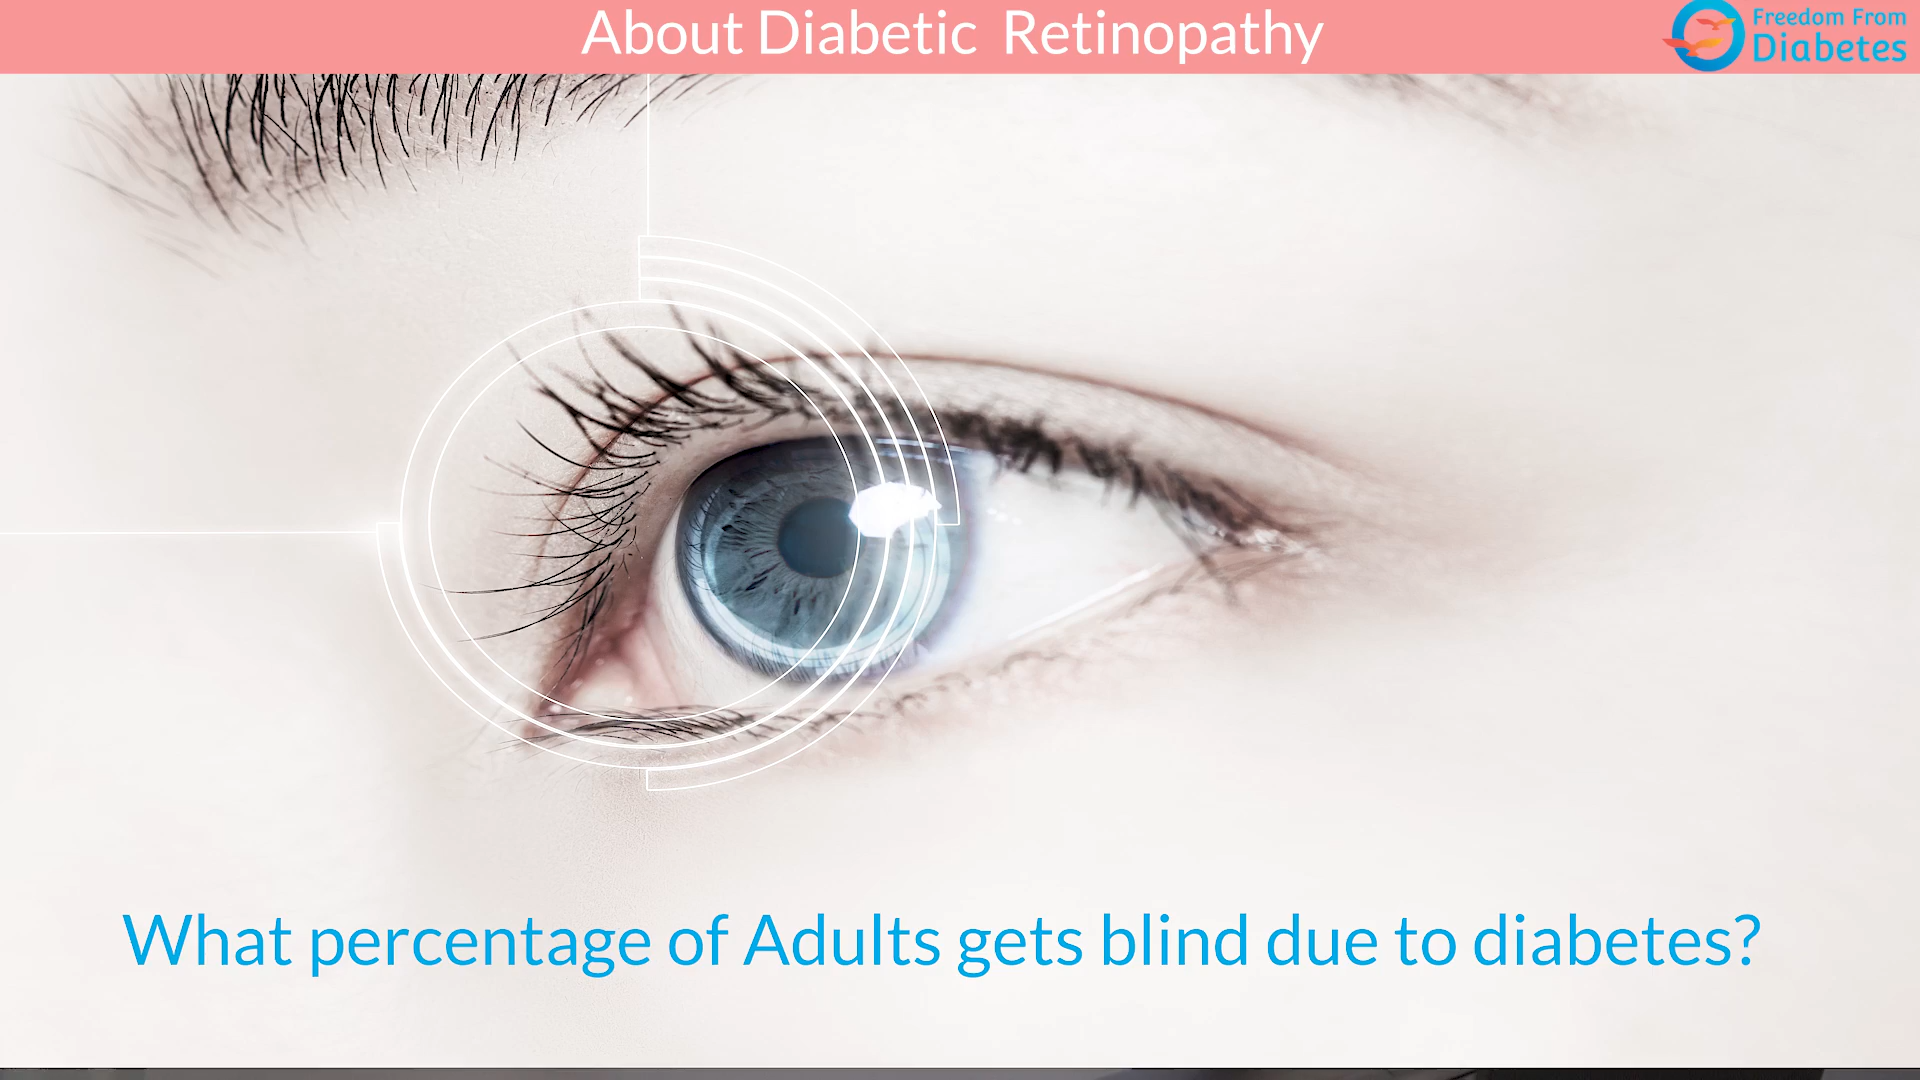 About Diabetic Retinopathy
Freedom From
Diabetes
What percentage of Adults gets blind due to diabetes?